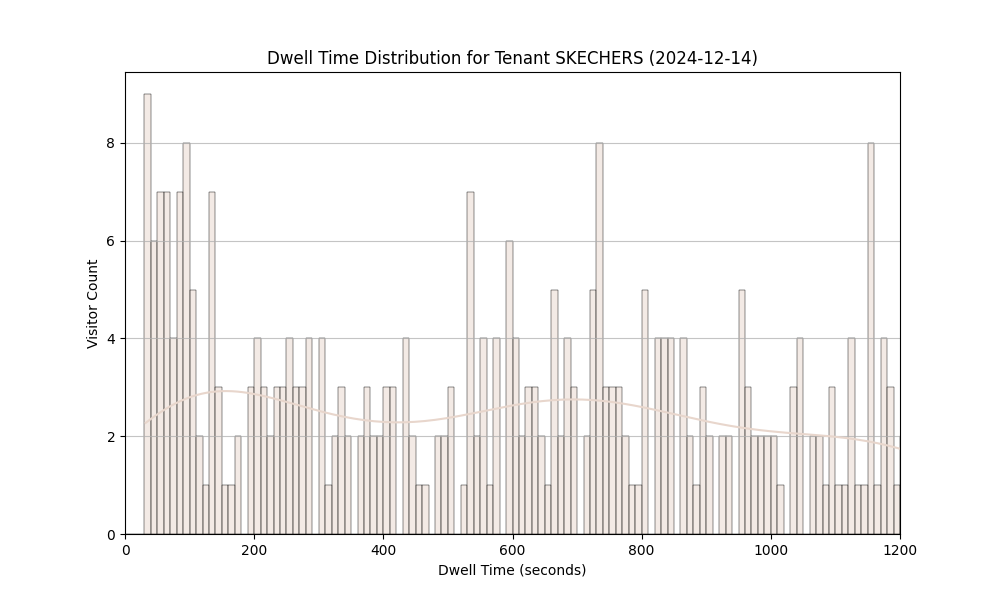 Dwell Time Distribution for Tenant SKECHERS (2024-12-14)
Visitor Count
8
6
4
2
0
0 200 400 600 800 1000 1200
Dwell Time (seconds)